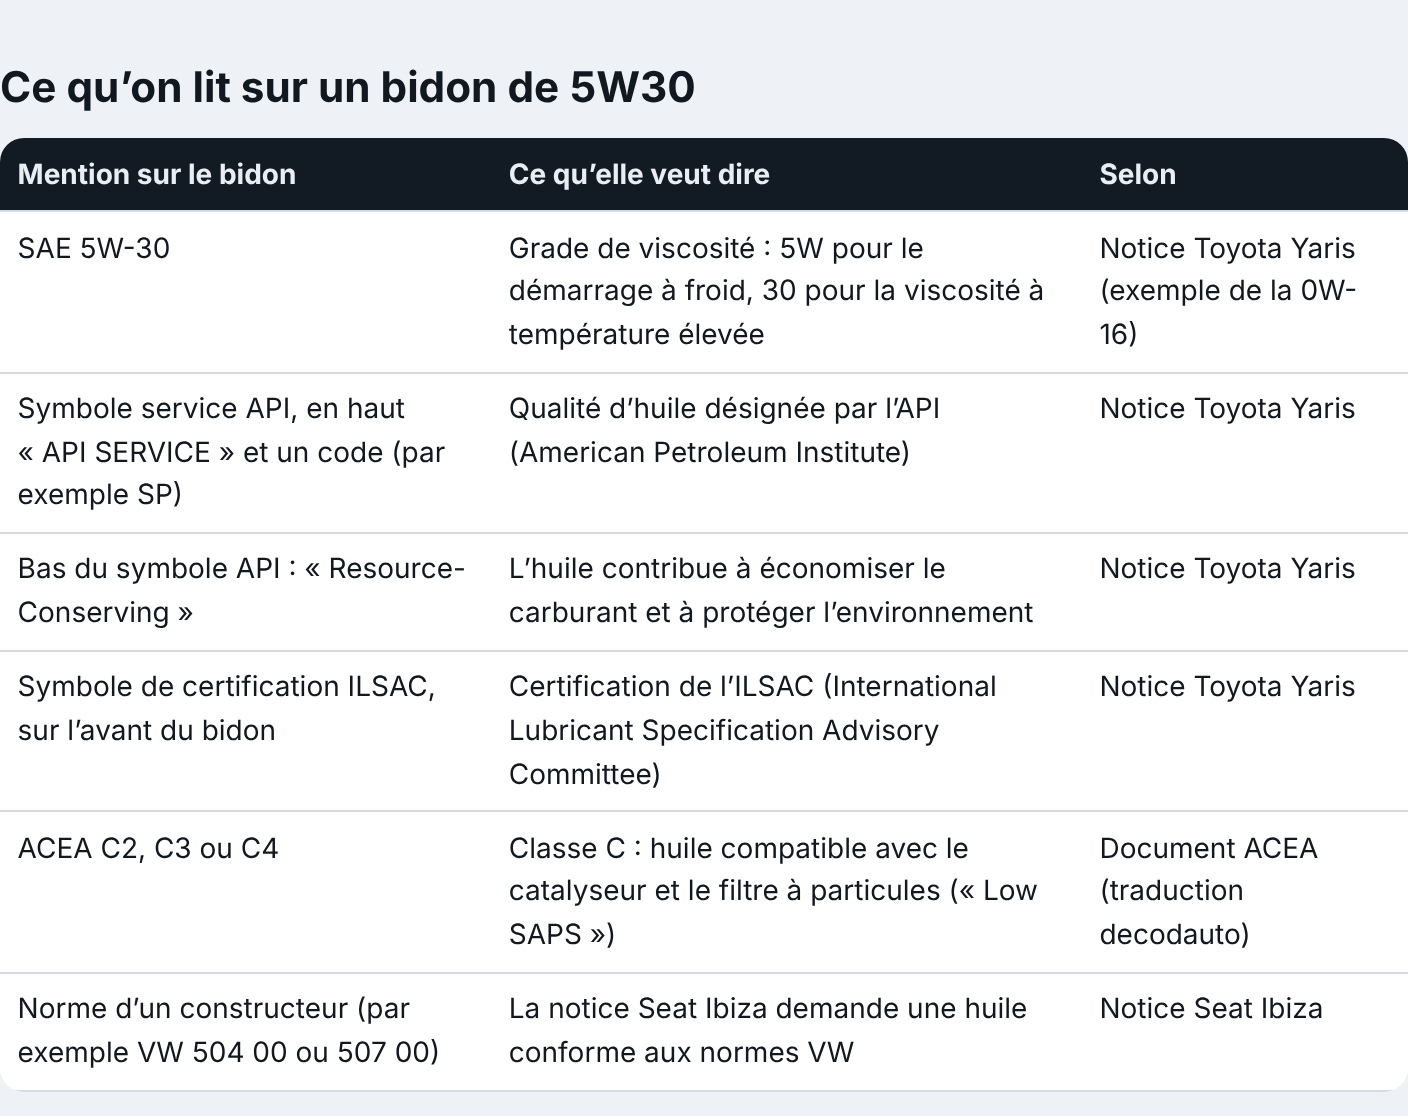 Ce qu’on lit sur un bidon de 5W30
Mention sur le bidon
Ce qu’elle veut dire
Selon
SAE 5W-30
Grade de viscosité : 5W pour le
démarrage à froid, 30 pour la viscosité à
température élevée
Notice Toyota Yaris
(exemple de la 0W-
16)
Symbole service API, en haut
« API SERVICE » et un code (par
exemple SP)
Qualité d’huile désignée par l’API
(American Petroleum Institute)
Notice Toyota Yaris
Bas du symbole API : « Resource-
Conserving »
L’huile contribue à économiser le
carburant et à protéger l’environnement
Notice Toyota Yaris
Symbole de certification ILSAC,
sur l’avant du bidon
Certification de l’ILSAC (International
Lubricant Specification Advisory
Committee)
Notice Toyota Yaris
ACEA C2, C3 ou C4
Classe C : huile compatible avec le
catalyseur et le filtre à particules (« Low
SAPS »)
Document ACEA
(traduction
decodauto)
Norme d’un constructeur (par
exemple VW 504 00 ou 507 00)
La notice Seat Ibiza demande une huile
conforme aux normes VW
Notice Seat Ibiza